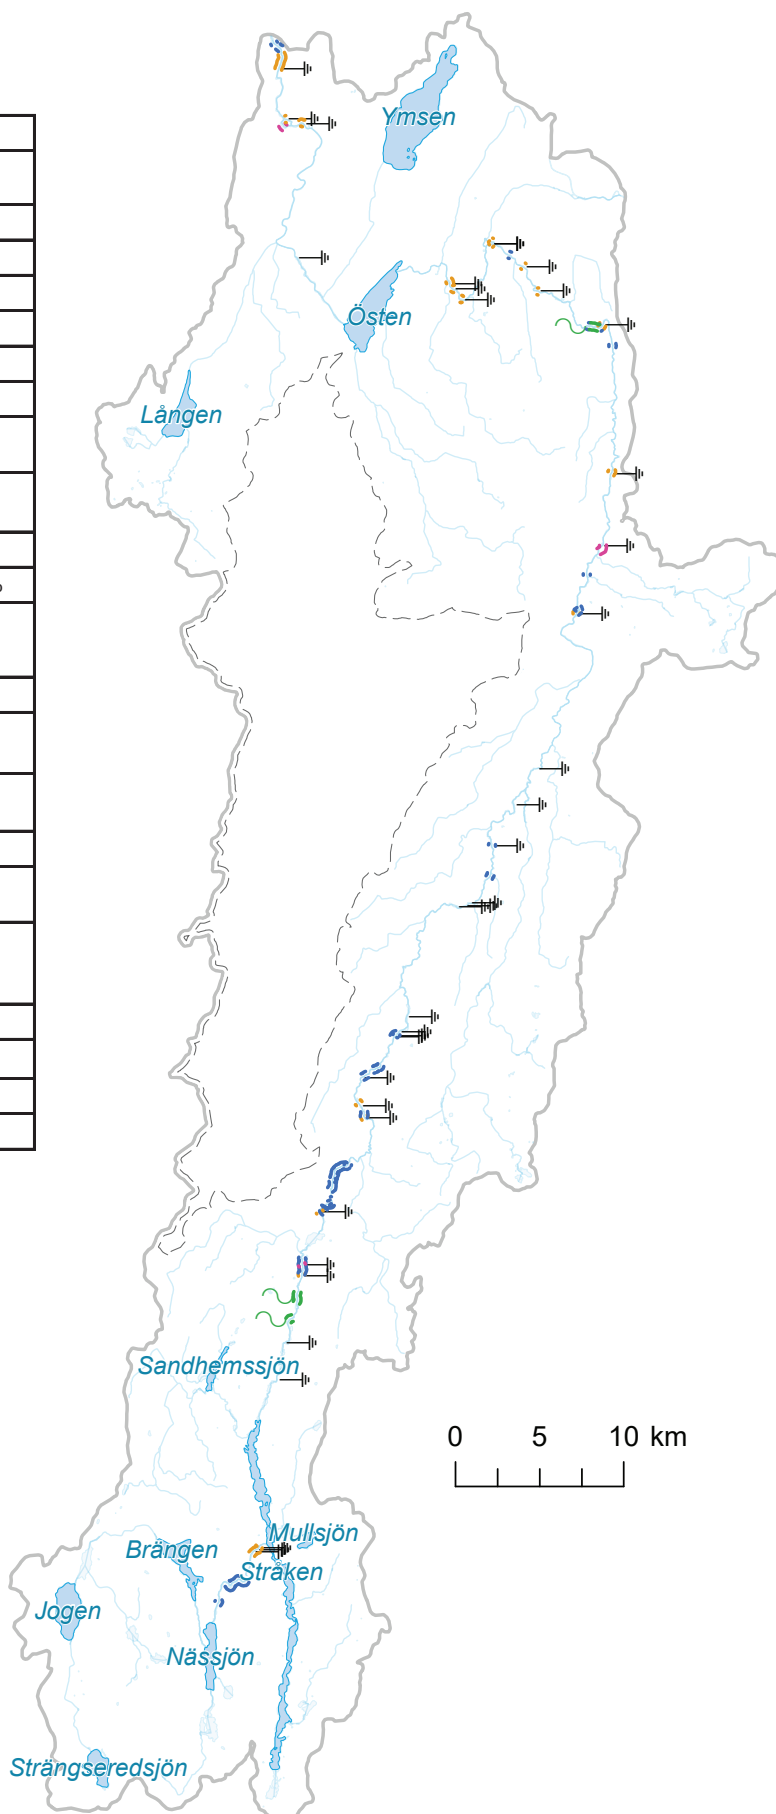 Ymsen
Östen
Lången
Sandhemssjön
0 5 10 km
Mullsjön
Brängen
Stråken
Jogen
Nässjön
Strängseredsjön